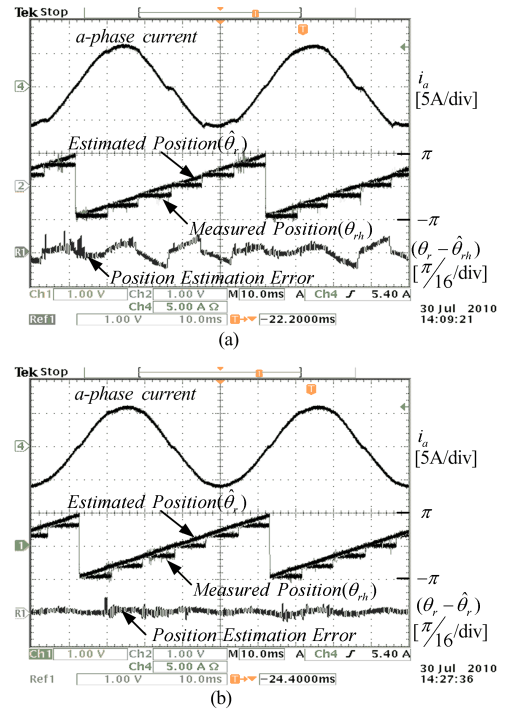 Tek Stop
T
T
a-phase current
4
i_a
[5A/div]
Estimated Position(θ̂_r)
π
2
Measured Position(θ_rh)
−π
R1
(θ_r − θ̂_rh)
Position Estimation Error
[π/16/div]
Ch1 1.00 V Ch2 1.00 V M 10.0ms A Ch4 ʃ 5.40 A
Ch4 5.00 A Ω
Ref1 1.00 V 10.0ms T→▼ −22.2000ms
30 Jul 2010
14:09:21
(a)
Tek Stop
T
T
a-phase current
4
i_a
[5A/div]
Estimated Position(θ̂_r)
π
1
Measured Position(θ_rh)
−π
R1
(θ_r − θ̂_r)
Position Estimation Error
[π/16/div]
Ch1 1.00 V Ch2 1.00 V M 10.0ms A Ch4 ʃ 5.40 A
Ch4 5.00 A Ω
Ref1 1.00 V 10.0ms T→▼ −24.4000ms
30 Jul 2010
14:27:36
(b)